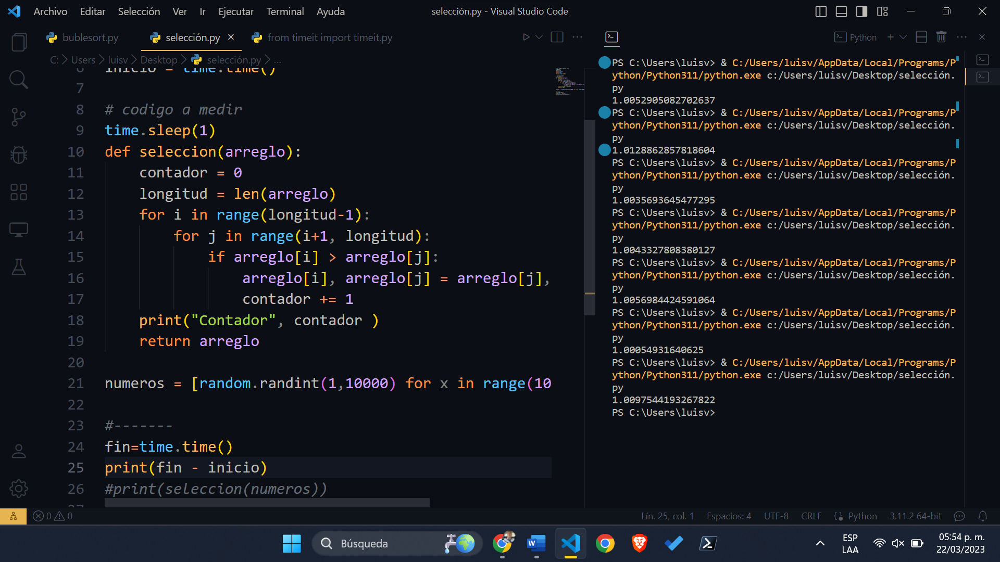 Archivo Editar Selección Ver Ir Ejecutar Terminal Ayuda
selección.py - Visual Studio Code
bublesort.py selección.py from timeit import timeit.py
C: > Users > luisv > Desktop > selección.py > ...
6 inicio = time.time()
7
8 # codigo a medir
9 time.sleep(1)
10 def seleccion(arreglo):
11 contador = 0
12 longitud = len(arreglo)
13 for i in range(longitud-1):
14 for j in range(i+1, longitud):
15 if arreglo[i] > arreglo[j]:
16 arreglo[i], arreglo[j] = arreglo[j],
17 contador += 1
18 print("Contador", contador )
19 return arreglo
20
21 numeros = [random.randint(1,10000) for x in range(10
22
23 #-------
24 fin=time.time()
25 print(fin - inicio)
26 #print(seleccion(numeros))
27
Python
PS C:\Users\luisv> & C:/Users/luisv/AppData/Local/Programs/P
ython/Python311/python.exe c:/Users/luisv/Desktop/selección.
py
1.0052905082702637
PS C:\Users\luisv> & C:/Users/luisv/AppData/Local/Programs/P
ython/Python311/python.exe c:/Users/luisv/Desktop/selección.
py
1.0128862857818604
PS C:\Users\luisv> & C:/Users/luisv/AppData/Local/Programs/P
ython/Python311/python.exe c:/Users/luisv/Desktop/selección.
py
1.0035693645477295
PS C:\Users\luisv> & C:/Users/luisv/AppData/Local/Programs/P
ython/Python311/python.exe c:/Users/luisv/Desktop/selección.
py
1.0043327808380127
PS C:\Users\luisv> & C:/Users/luisv/AppData/Local/Programs/P
ython/Python311/python.exe c:/Users/luisv/Desktop/selección.
py
1.0056984424591064
PS C:\Users\luisv> & C:/Users/luisv/AppData/Local/Programs/P
ython/Python311/python.exe c:/Users/luisv/Desktop/selección.
py
1.00054931640625
PS C:\Users\luisv> & C:/Users/luisv/AppData/Local/Programs/P
ython/Python311/python.exe c:/Users/luisv/Desktop/selección.
py
1.0097544193267822
PS C:\Users\luisv>
0 0
Lín. 25, col. 1 Espacios: 4 UTF-8 CRLF Python 3.11.2 64-bit
Búsqueda
ESP
LAA
05:54 p. m.
22/03/2023